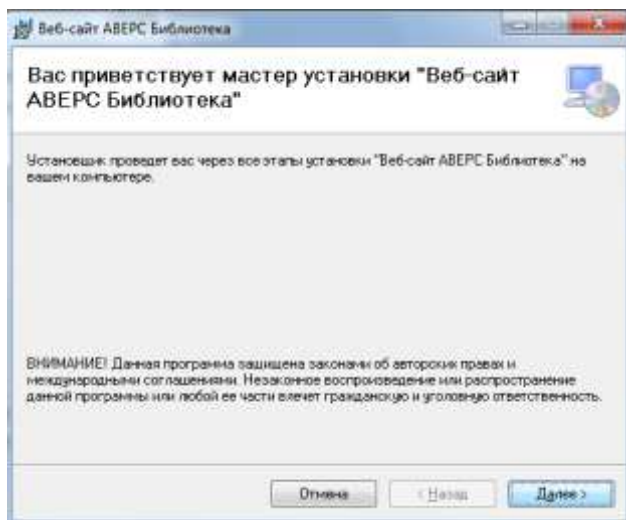 Веб-сайт АВЕРС Библиотека
Вас приветствует мастер установки "Веб-сайт
АВЕРС Библиотека"
Установщик проведет вас через все этапы установки "Веб-сайт АВЕРС Библиотека" на
вашем компьютере.
ВНИМАНИЕ! Данная программа защищена законами об авторских правах и
международными соглашениями. Незаконное воспроизведение или распространение
данной программы или любой ее части влечет гражданскую и уголовную ответственность.
Отмена
< Назад
Далее >